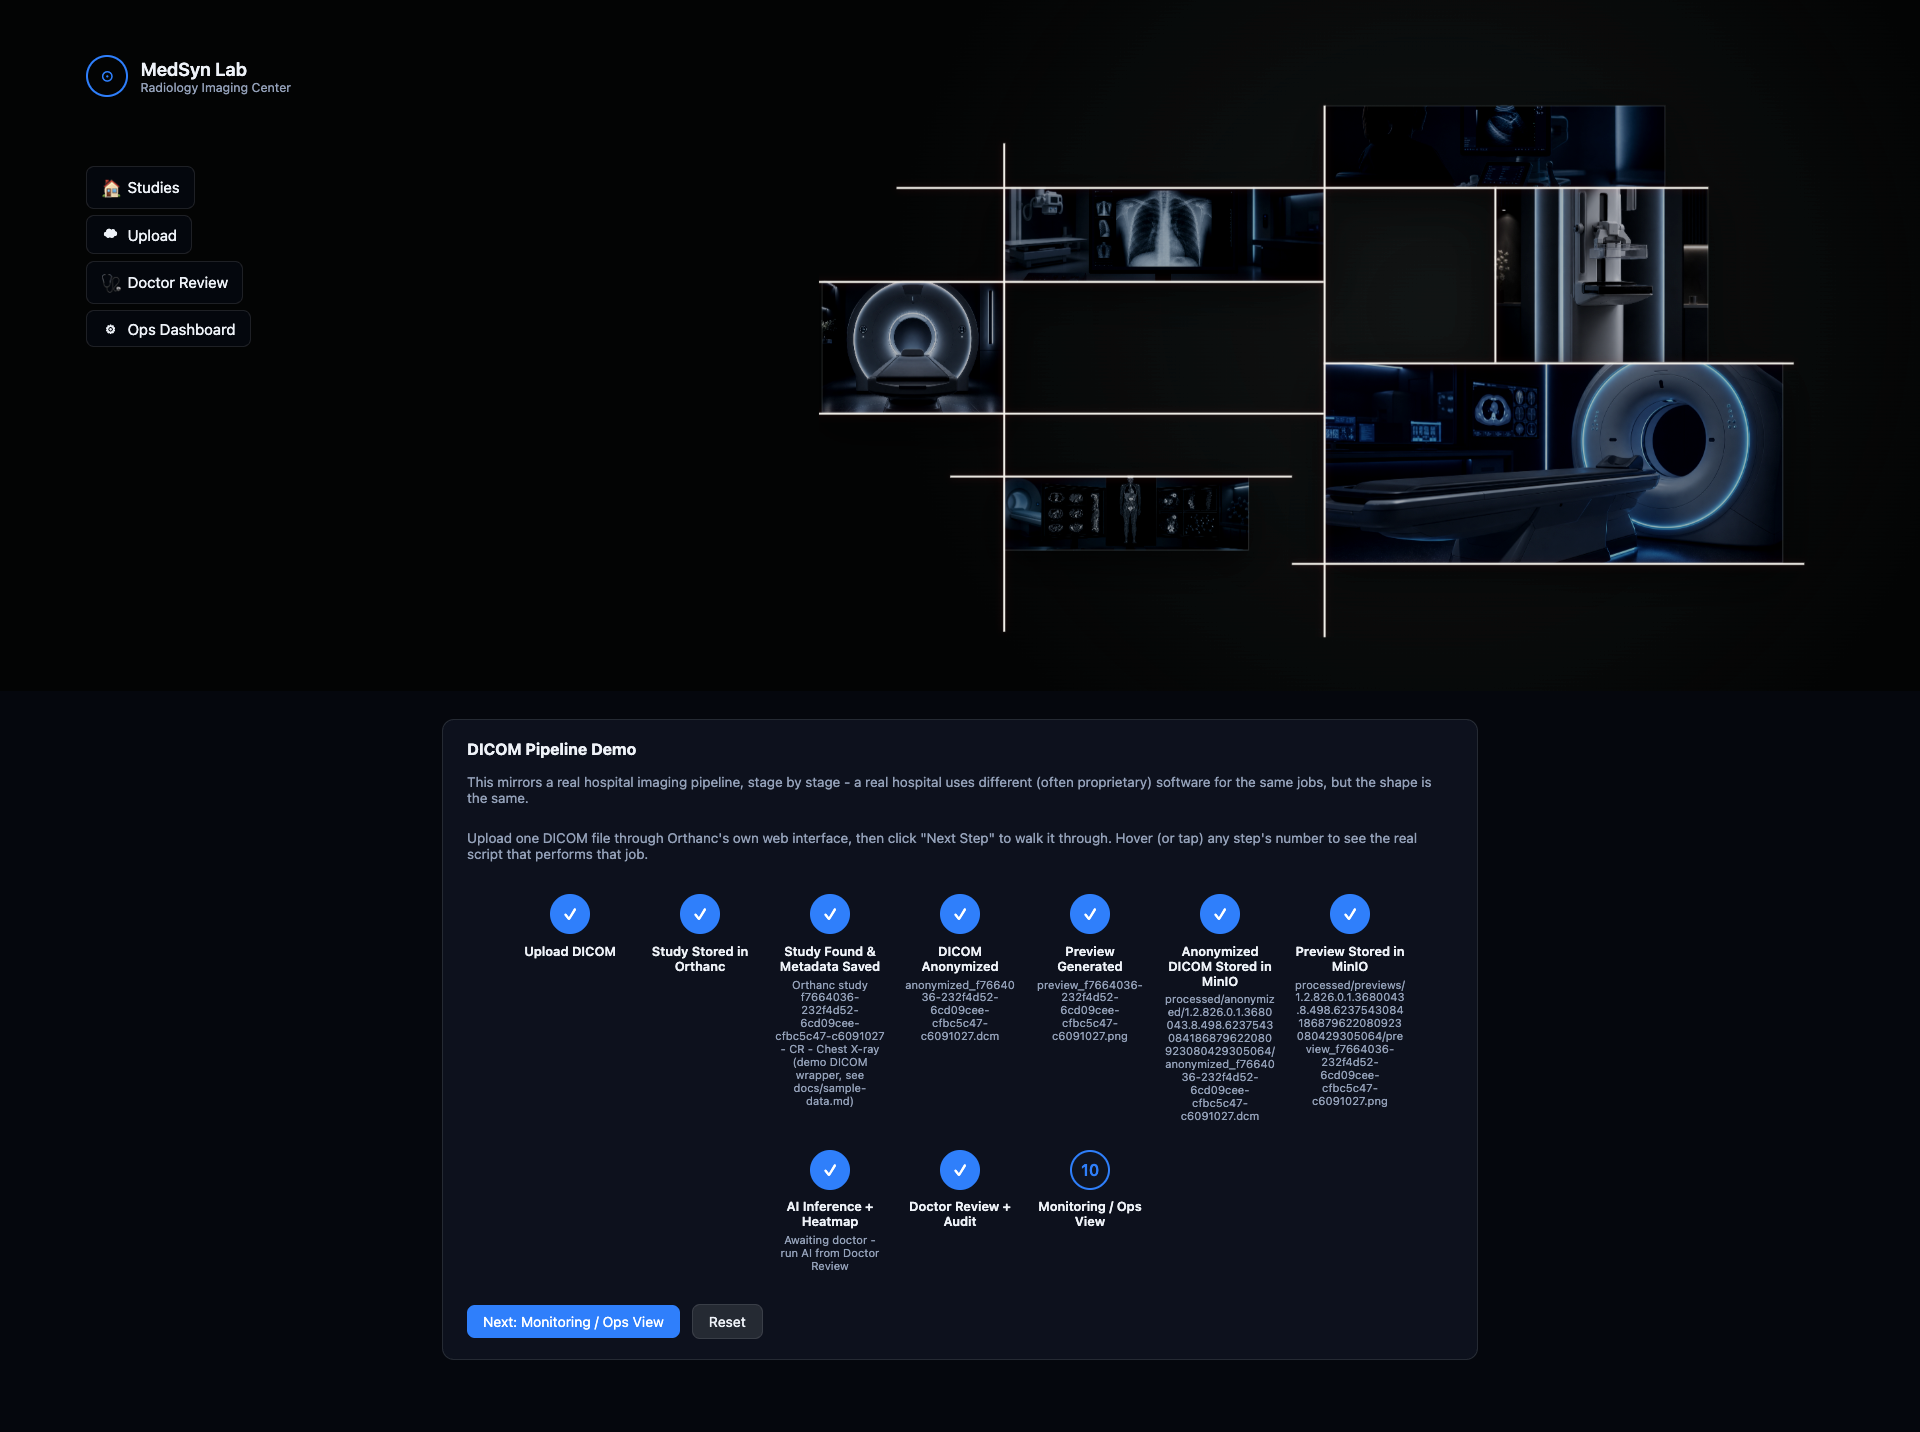 MedSyn Lab
Radiology Imaging Center
Studies
Upload
Doctor Review
Ops Dashboard
DICOM Pipeline Demo
This mirrors a real hospital imaging pipeline, stage by stage - a real hospital uses different (often proprietary) software for the same jobs, but the shape is
the same.
Upload one DICOM file through Orthanc's own web interface, then click "Next Step" to walk it through. Hover (or tap) any step's number to see the real
script that performs that job.
Upload DICOM
Study Stored in
Orthanc
Study Found &
Metadata Saved
Orthanc study
f7664036-
232f4d52-
6cd09cee-
cfbc5c47-c6091027
- CR - Chest X-ray
(demo DICOM
wrapper, see
docs/sample-
data.md)
DICOM
Anonymized
anonymized_f76640
36-232f4d52-
6cd09cee-
cfbc5c47-
c6091027.dcm
Preview
Generated
preview_f7664036-
232f4d52-
6cd09cee-
cfbc5c47-
c6091027.png
Anonymized
DICOM Stored in
MinIO
processed/anonymiz
ed/1.2.826.0.1.3680
043.8.498.6237543
084186879622080
923080429305064/
anonymized_f76640
36-232f4d52-
6cd09cee-
cfbc5c47-
c6091027.dcm
Preview Stored in
MinIO
processed/previews/
1.2.826.0.1.3680043
.8.498.6237543084
186879622080923
080429305064/pre
view_f7664036-
232f4d52-
6cd09cee-
cfbc5c47-
c6091027.png
AI Inference +
Heatmap
Awaiting doctor -
run AI from Doctor
Review
Doctor Review +
Audit
10
Monitoring / Ops
View
Next: Monitoring / Ops View
Reset